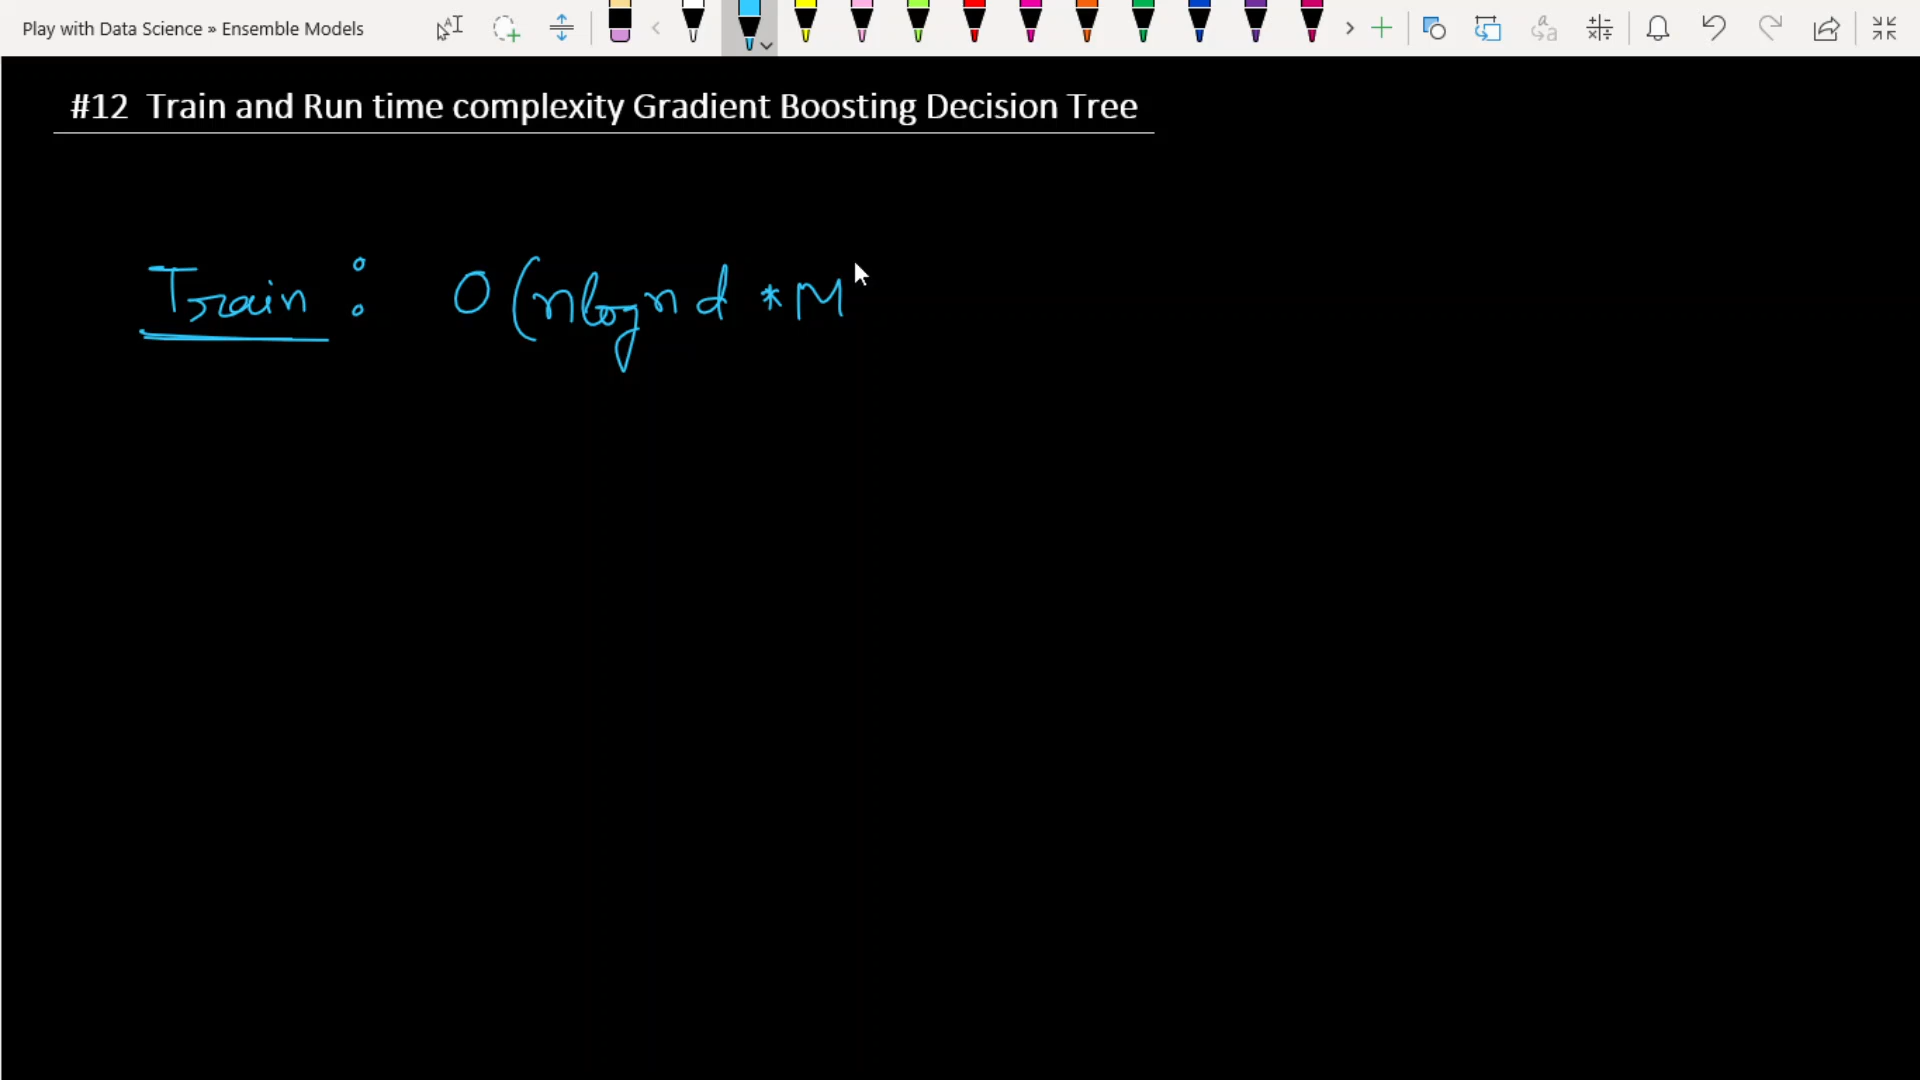 Play with Data Science » Ensemble Models
#12 Train and Run time complexity Gradient Boosting Decision Tree
Train : O(nlogn d * M